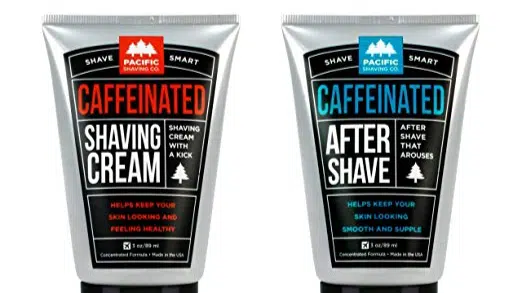 SHAVE SMART
PACIFIC
SHAVING CO.
CAFFEINATED
SHAVING
CREAM
SHAVING
CREAM
WITH
A KICK
HELPS KEEP YOUR
SKIN LOOKING AND
FEELING HEALTHY
3 oz/89 ml
Concentrated Formula • Made in the USA
SHAVE SMART
PACIFIC
SHAVING CO.
CAFFEINATED
AFTER
SHAVE
AFTER
SHAVE
THAT
AROUSES
HELPS KEEP YOUR
SKIN LOOKING
SMOOTH AND SUPPLE
3 oz/89 ml
Concentrated Formula • Made in the USA